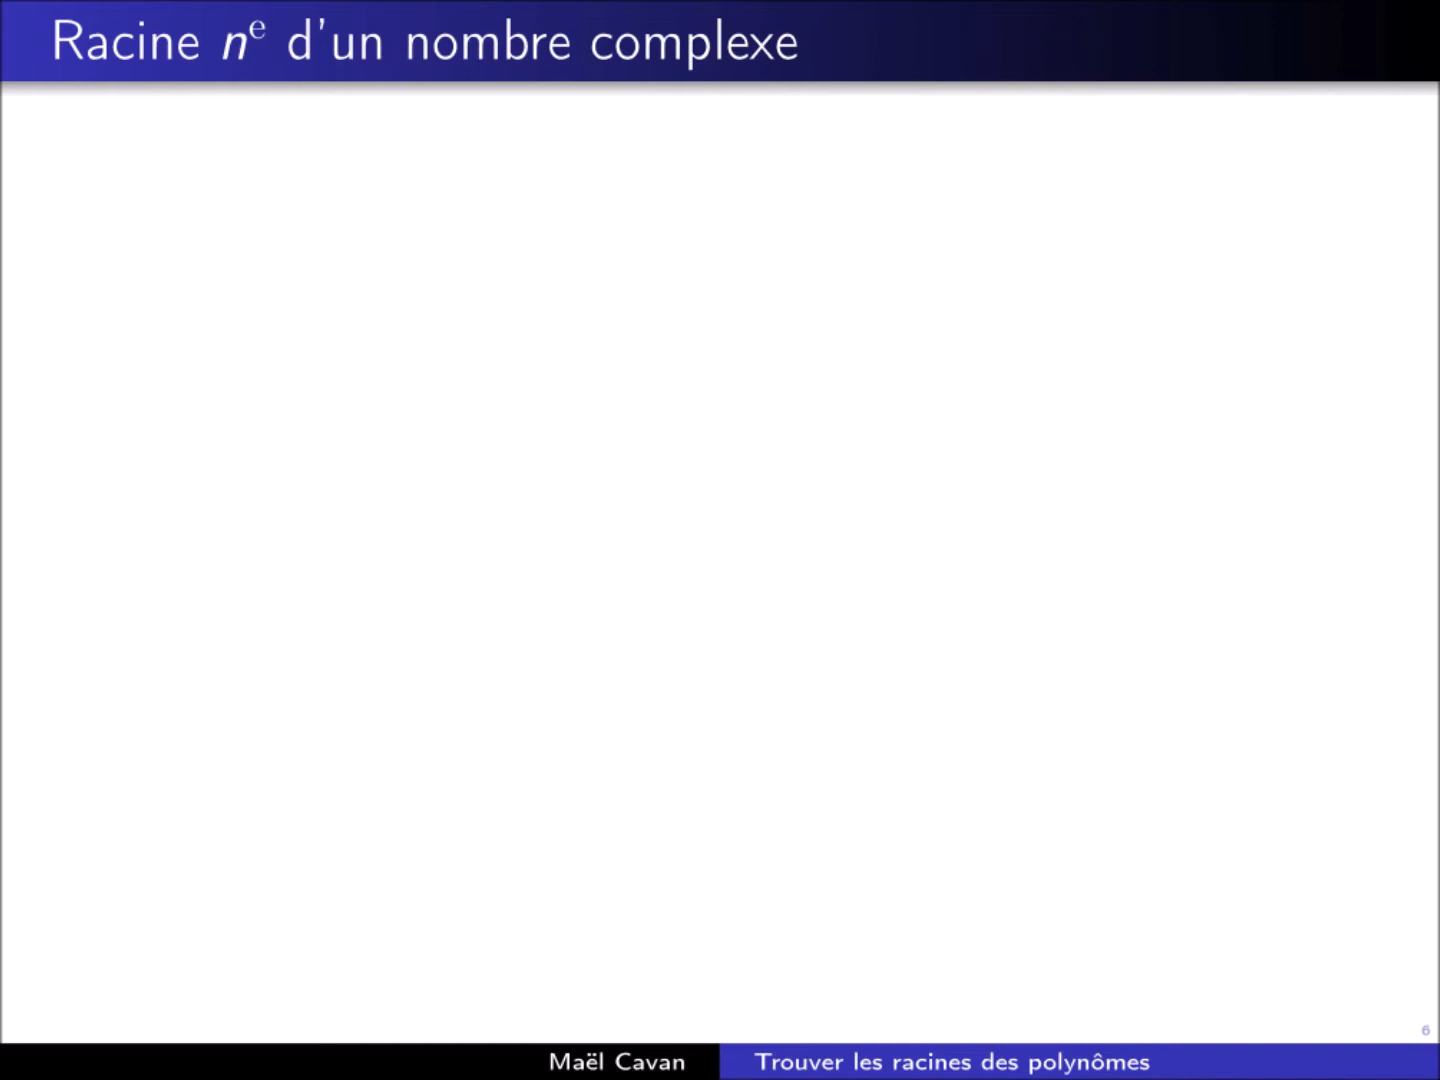 Racine nᵉ d'un nombre complexe
6
Maël Cavan
Trouver les racines des polynômes